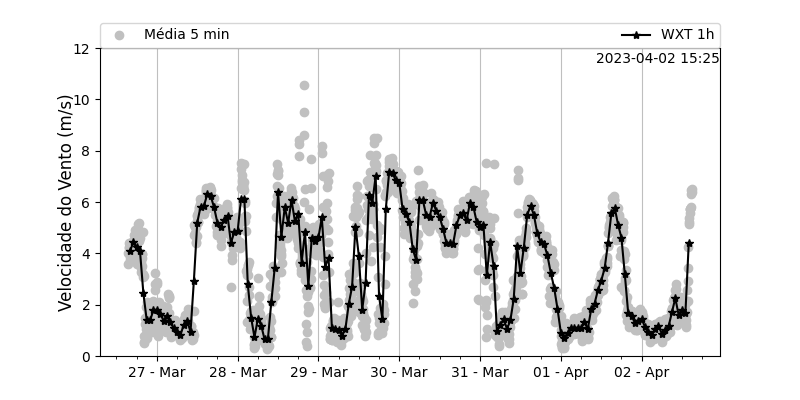 Média 5 min
WXT 1h
2023-04-02 15:25
Velocidade do Vento (m/s)
12
10
8
6
4
2
0
27 - Mar
28 - Mar
29 - Mar
30 - Mar
31 - Mar
01 - Apr
02 - Apr